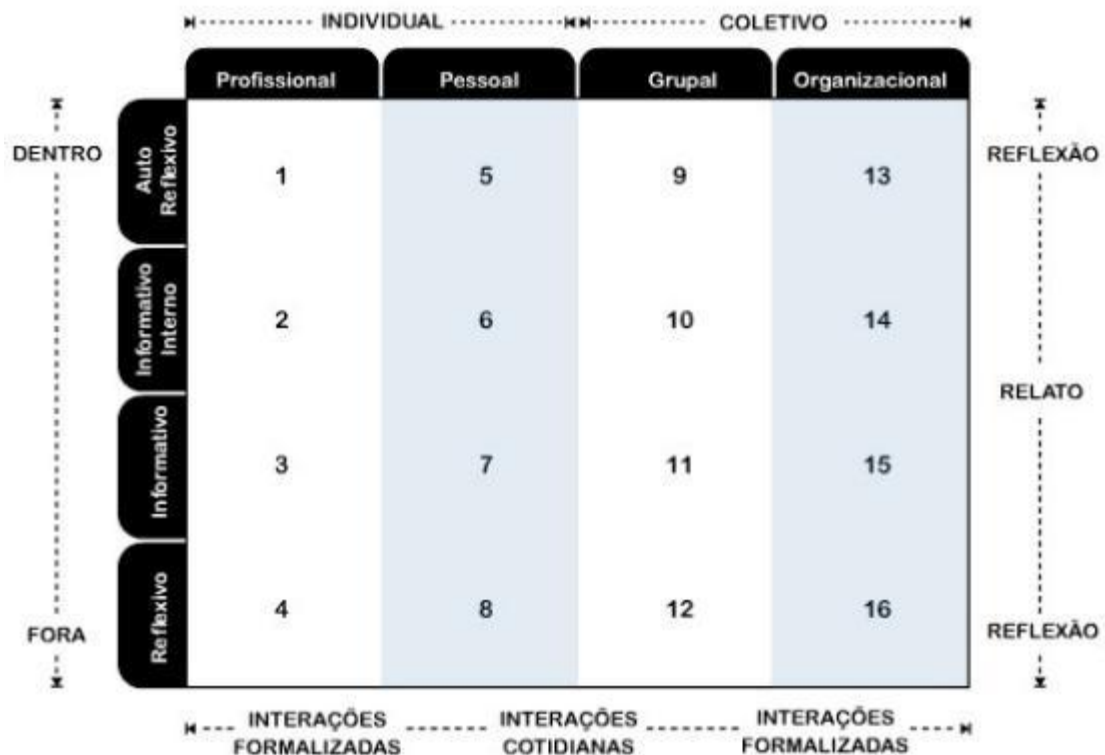 INDIVIDUAL COLETIVO
Profissional Pessoal Grupal Organizacional
DENTRO
Auto
Reflexivo
1 5 9 13
REFLEXÃO
Informativo
Interno
2 6 10 14
RELATO
Informativo
3 7 11 15
Reflexivo
4 8 12 16
FORA
REFLEXÃO
INTERAÇÕES
FORMALIZADAS
INTERAÇÕES
COTIDIANAS
INTERAÇÕES
FORMALIZADAS